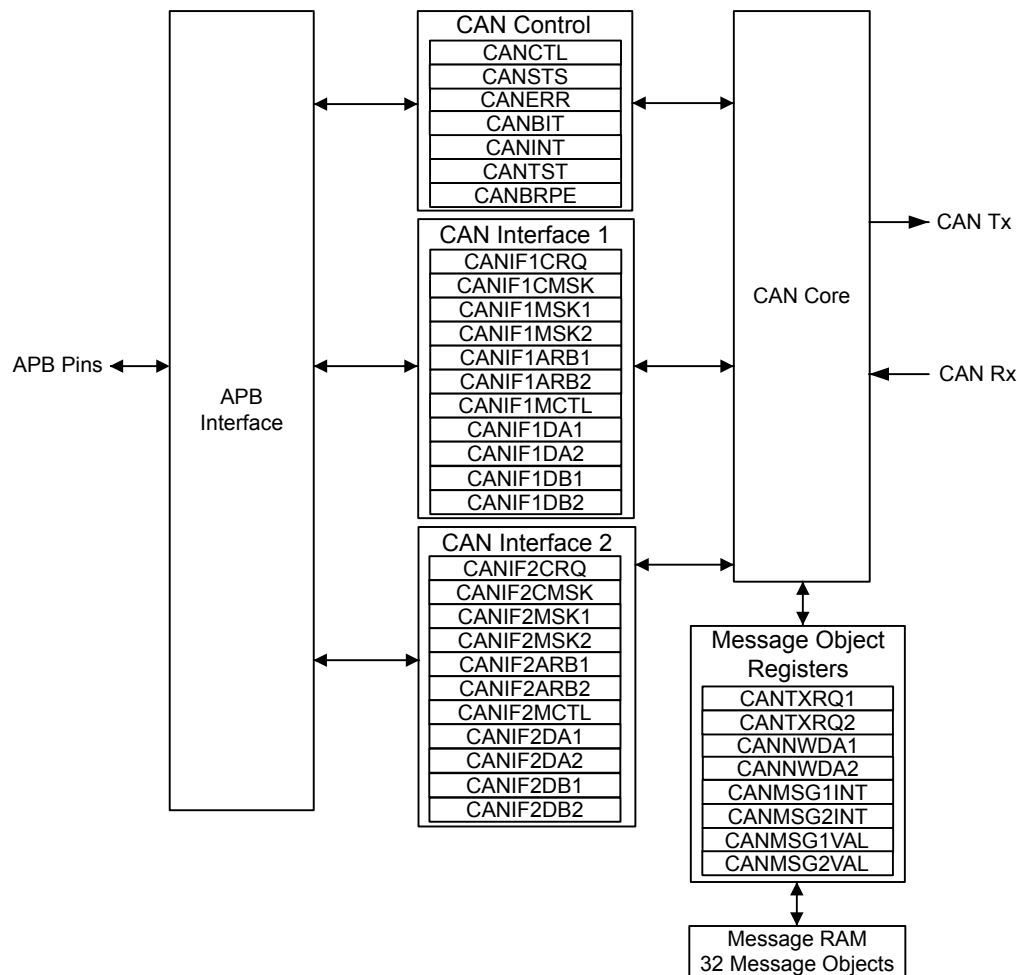 CAN Control
CANCTL
CANSTS
CANERR
CANBIT
CANINT
CANTST
CANBRPE
CAN Interface 1
CANIF1CRQ
CANIF1CMSK
CANIF1MSK1
CANIF1MSK2
CANIF1ARB1
CANIF1ARB2
CANIF1MCTL
CANIF1DA1
CANIF1DA2
CANIF1DB1
CANIF1DB2
CAN Interface 2
CANIF2CRQ
CANIF2CMSK
CANIF2MSK1
CANIF2MSK2
CANIF2ARB1
CANIF2ARB2
CANIF2MCTL
CANIF2DA1
CANIF2DA2
CANIF2DB1
CANIF2DB2
APB Pins
APB
Interface
CAN Core
CAN Tx
CAN Rx
Message Object
Registers
CANTXRQ1
CANTXRQ2
CANNWDA1
CANNWDA2
CANMSG1INT
CANMSG2INT
CANMSG1VAL
CANMSG2VAL
Message RAM
32 Message Objects